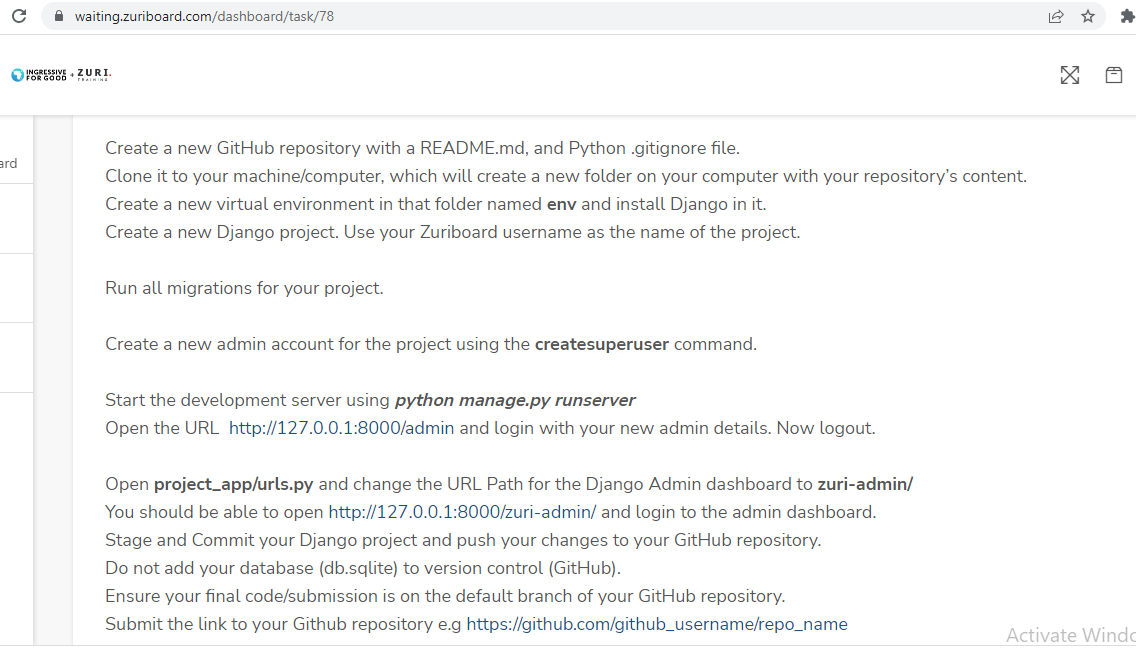 waiting.zuriboard.com/dashboard/task/78
INGRESSIVE FOR GOOD + ZURI. TRAINING
ard
Create a new GitHub repository with a README.md, and Python .gitignore file.
Clone it to your machine/computer, which will create a new folder on your computer with your repository’s content.
Create a new virtual environment in that folder named env and install Django in it.
Create a new Django project. Use your Zuriboard username as the name of the project.
Run all migrations for your project.
Create a new admin account for the project using the createsuperuser command.
Start the development server using python manage.py runserver
Open the URL  http://127.0.0.1:8000/admin and login with your new admin details. Now logout.
Open project_app/urls.py and change the URL Path for the Django Admin dashboard to zuri-admin/
You should be able to open http://127.0.0.1:8000/zuri-admin/ and login to the admin dashboard.
Stage and Commit your Django project and push your changes to your GitHub repository.
Do not add your database (db.sqlite) to version control (GitHub).
Ensure your final code/submission is on the default branch of your GitHub repository.
Submit the link to your Github repository e.g https://github.com/github_username/repo_name
Activate Windo